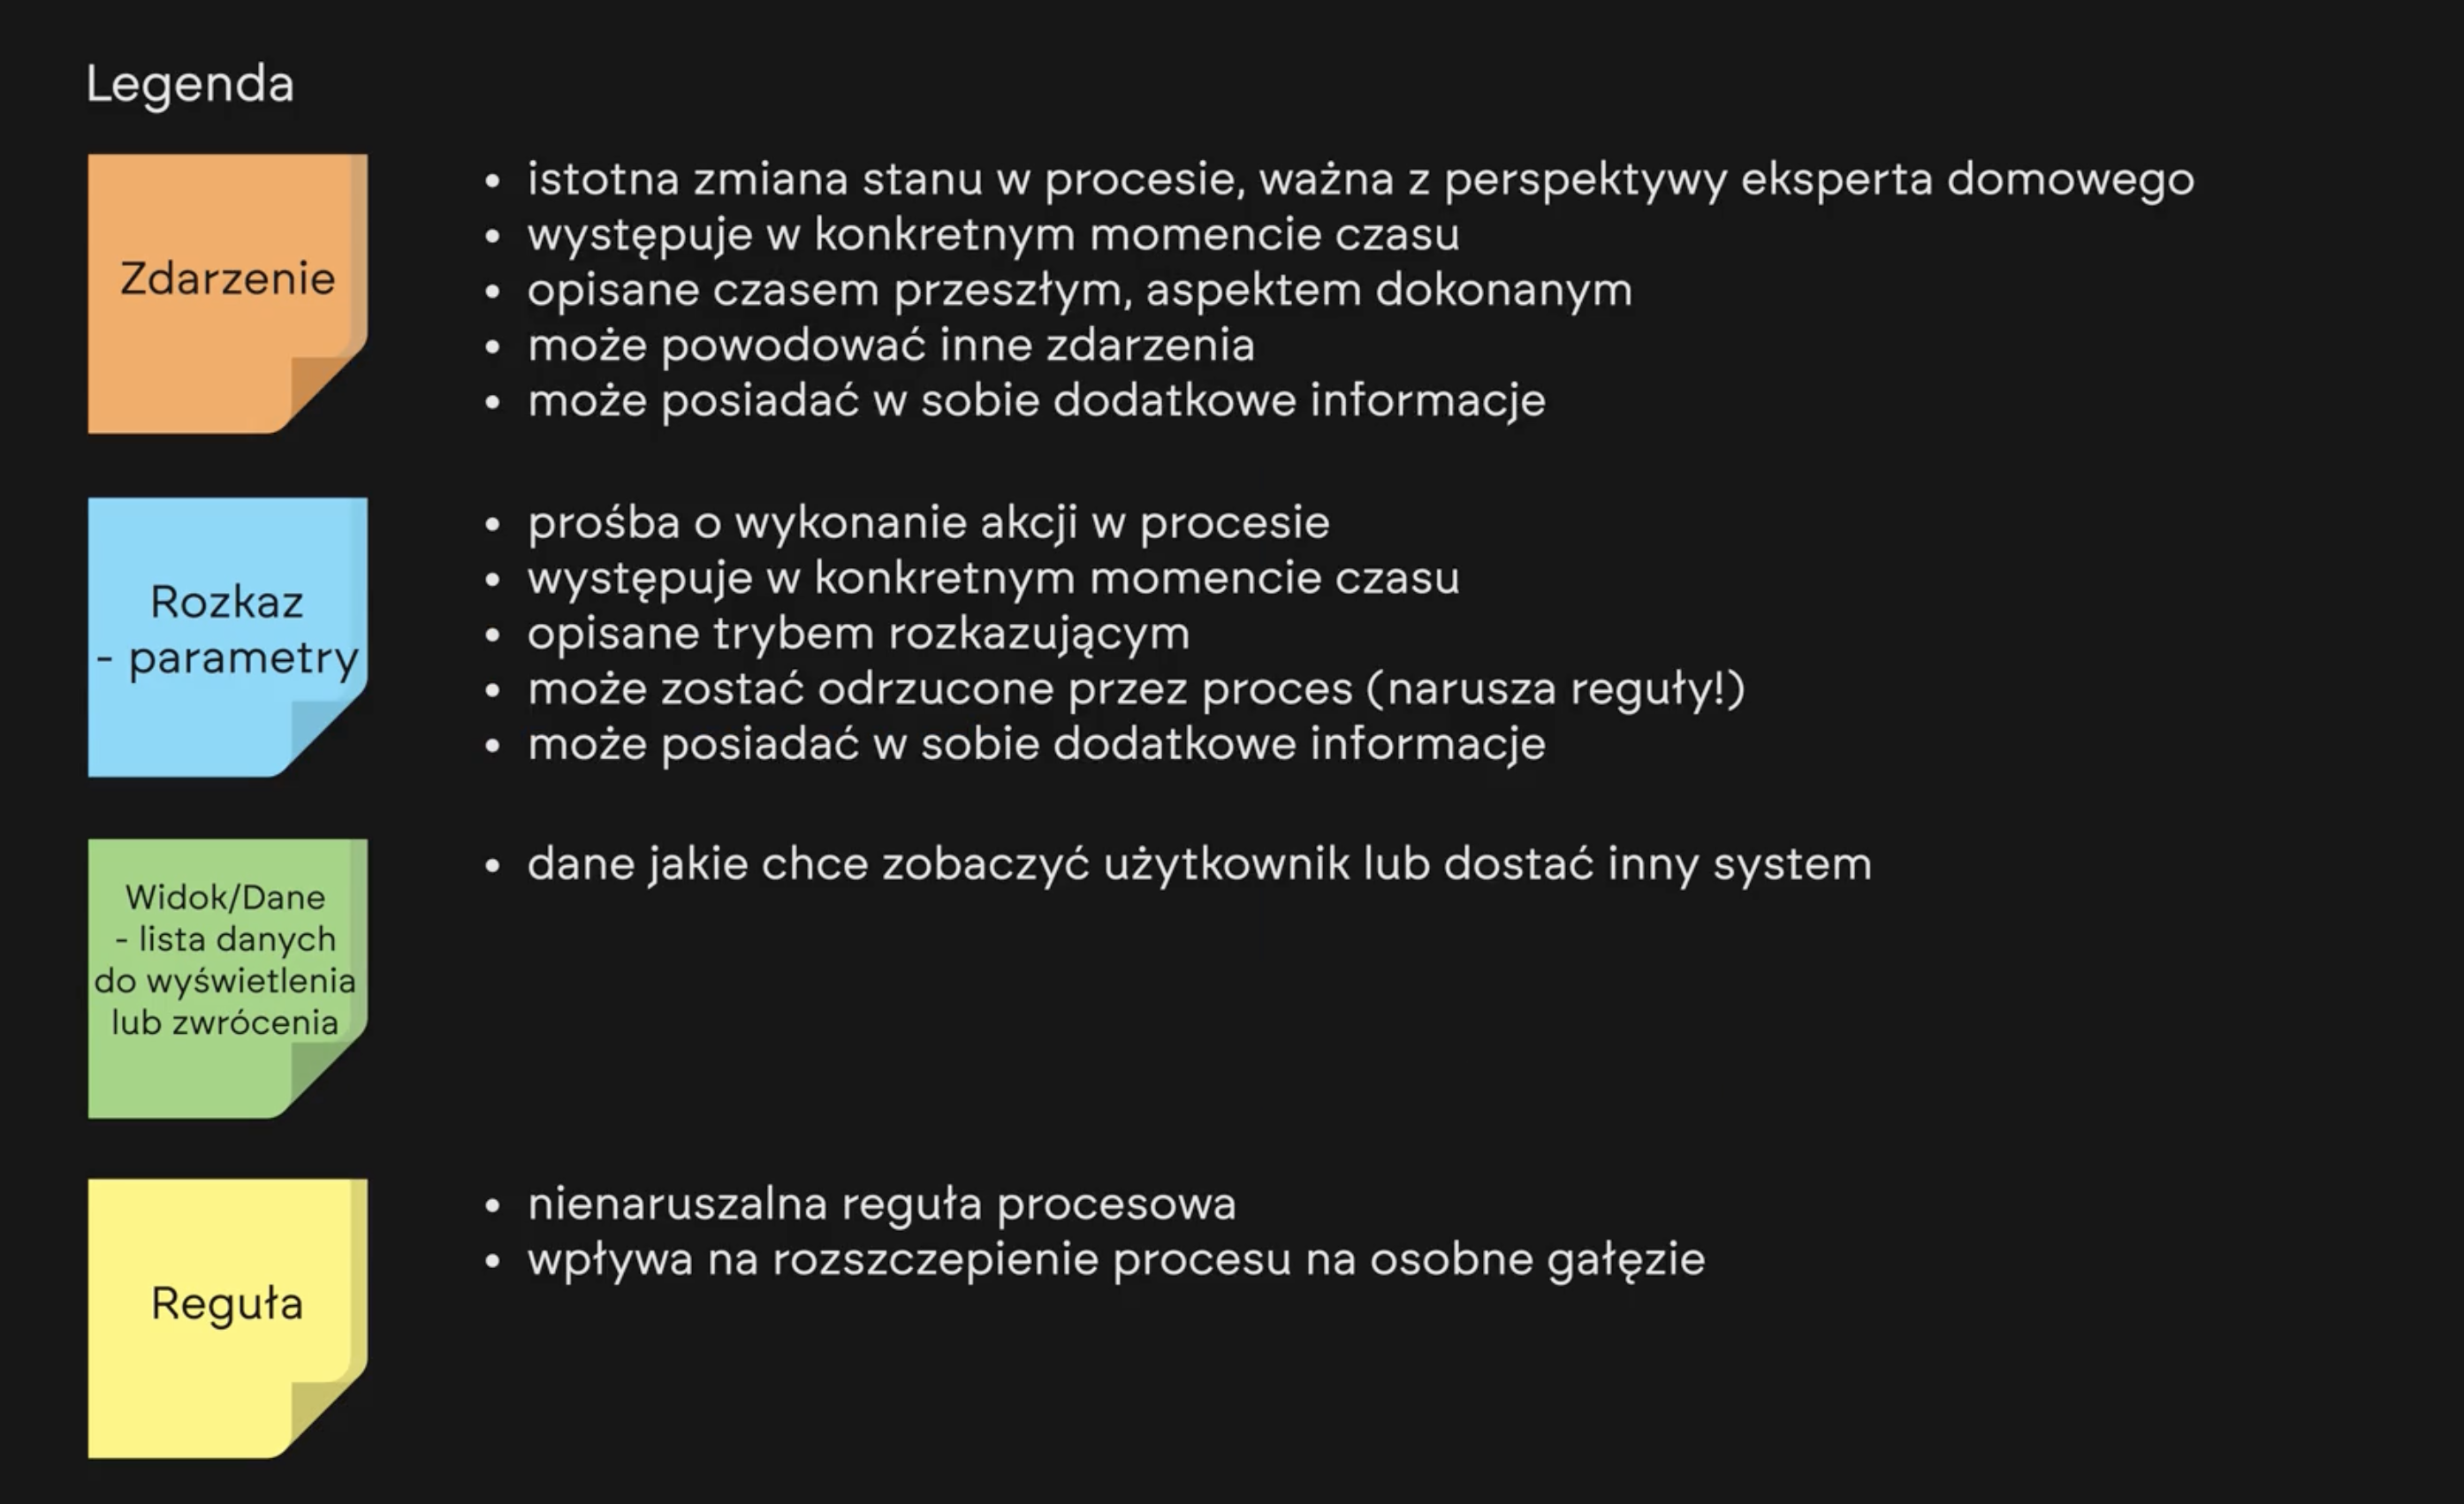 Legenda
Zdarzenie
• istotna zmiana stanu w procesie, ważna z perspektywy eksperta domowego
• występuje w konkretnym momencie czasu
• opisane czasem przeszłym, aspektem dokonanym
• może powodować inne zdarzenia
• może posiadać w sobie dodatkowe informacje
Rozkaz
- parametry
• prośba o wykonanie akcji w procesie
• występuje w konkretnym momencie czasu
• opisane trybem rozkazującym
• może zostać odrzucone przez proces (narusza reguły!)
• może posiadać w sobie dodatkowe informacje
Widok/Dane
- lista danych
do wyświetlenia
lub zwrócenia
• dane jakie chce zobaczyć użytkownik lub dostać inny system
Reguła
• nienaruszalna reguła procesowa
• wpływa na rozszczepienie procesu na osobne gałęzie